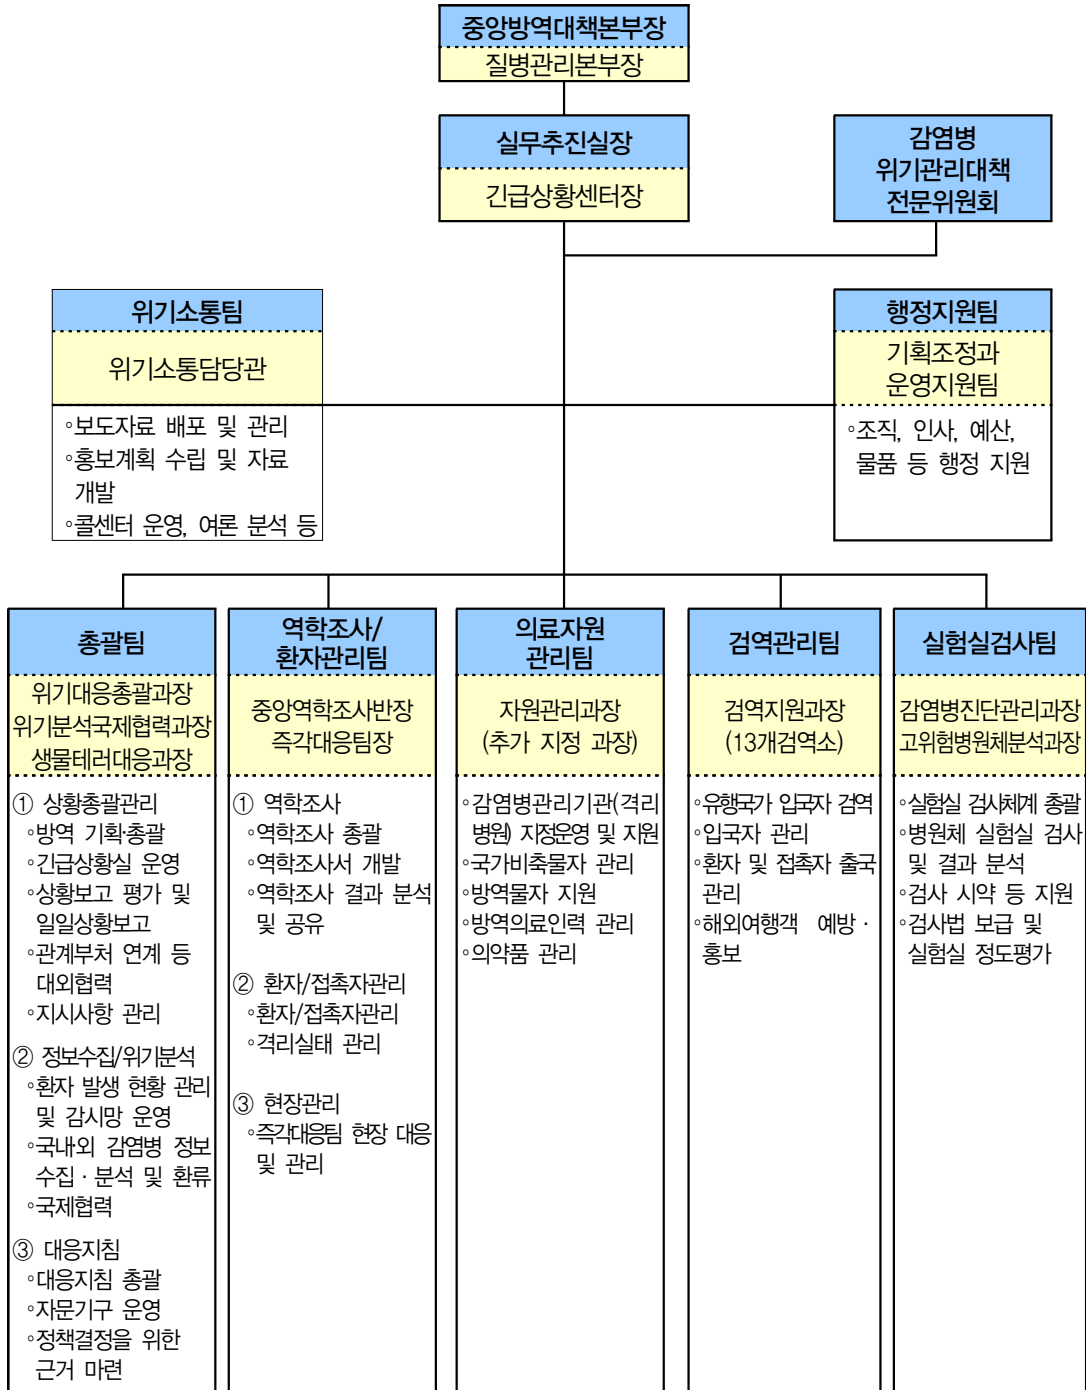 중앙방역대책본부장
질병관리본부장
실무추진실장
긴급상황센터장
감염병
위기관리대책
전문위원회
위기소통팀
위기소통담당관
◦보도자료 배포 및 관리
◦홍보계획 수립 및 자료
개발
◦콜센터 운영, 여론 분석 등
행정지원팀
기획조정과
운영지원팀
◦조직, 인사, 예산,
물품 등 행정 지원
총괄팀
위기대응총괄과장
위기분석국제협력과장
생물테러대응과장
① 상황총괄관리
◦방역 기획·총괄
◦긴급상황실 운영
◦상황보고 평가 및
일일상황보고
◦관계부처 연계 등
대외협력
◦지시사항 관리
② 정보수집/위기분석
◦환자 발생 현황 관리
및 감시망 운영
◦국내·외 감염병 정보
수집 · 분석 및 환류
◦국제협력
③ 대응지침
◦대응지침 총괄
◦자문기구 운영
◦정책결정을 위한
근거 마련
역학조사/
환자관리팀
중앙역학조사반장
즉각대응팀장
① 역학조사
◦역학조사 총괄
◦역학조사서 개발
◦역학조사 결과 분석
및 공유
② 환자/접촉자관리
◦환자/접촉자관리
◦격리실태 관리
③ 현장관리
◦즉각대응팀 현장 대응
및 관리
의료자원
관리팀
자원관리과장
(추가 지정 과장)
◦감염병관리기관(격리
병원) 지정·운영 및 지원
◦국가비축물자 관리
◦방역물자 지원
◦방역의료인력 관리
◦의약품 관리
검역관리팀
검역지원과장
(13개검역소)
◦유행국가 입국자 검역
◦입국자 관리
◦환자 및 접촉자 출국
관리
◦해외여행객 예방 ·
홍보
실험실검사팀
감염병진단관리과장
고위험병원체분석과장
◦실험실 검사체계 총괄
◦병원체 실험실 검사
및 결과 분석
◦검사 시약 등 지원
◦검사법 보급 및
실험실 정도평가